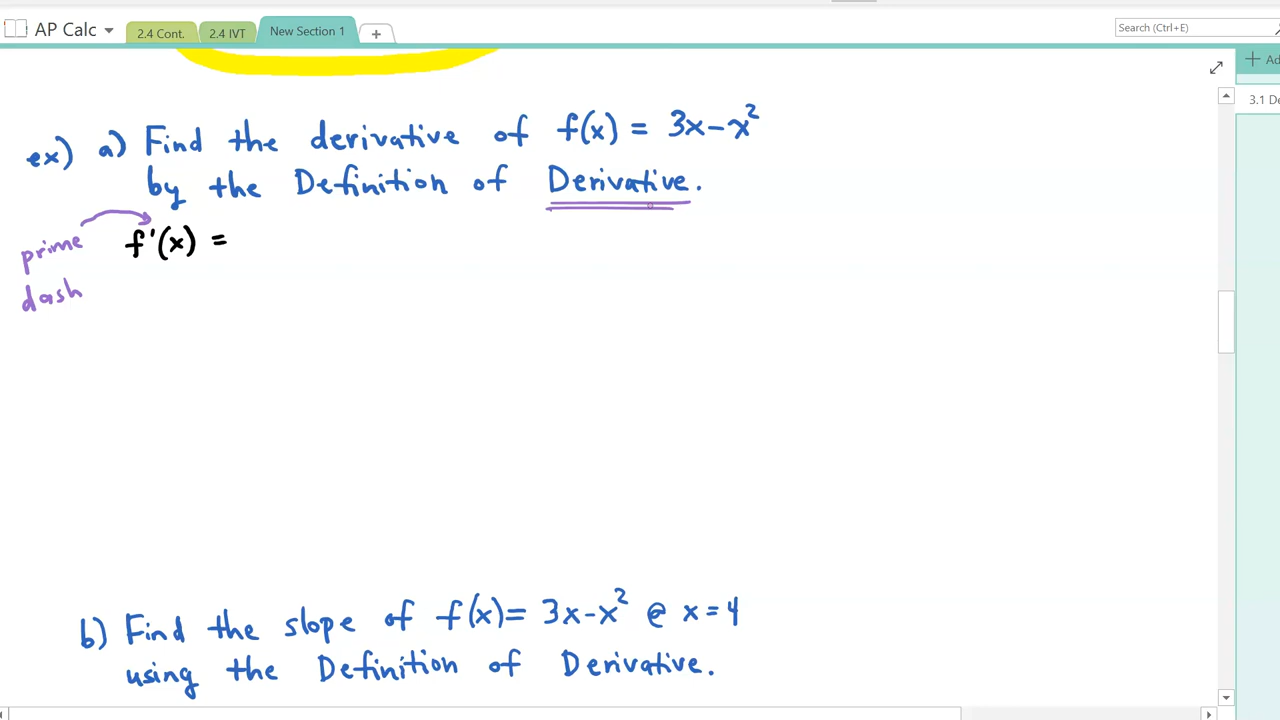 AP Calc
2.4 Cont.
2.4 IVT
New Section 1
Search (Ctrl+E)
Ad
3.1 De
ex) a) Find the derivative of f(x) = 3x-x²
by the Definition of Derivative.
prime
f'(x) =
dash
b) Find the slope of f(x)= 3x-x² @ x=4
using the Definition of Derivative.